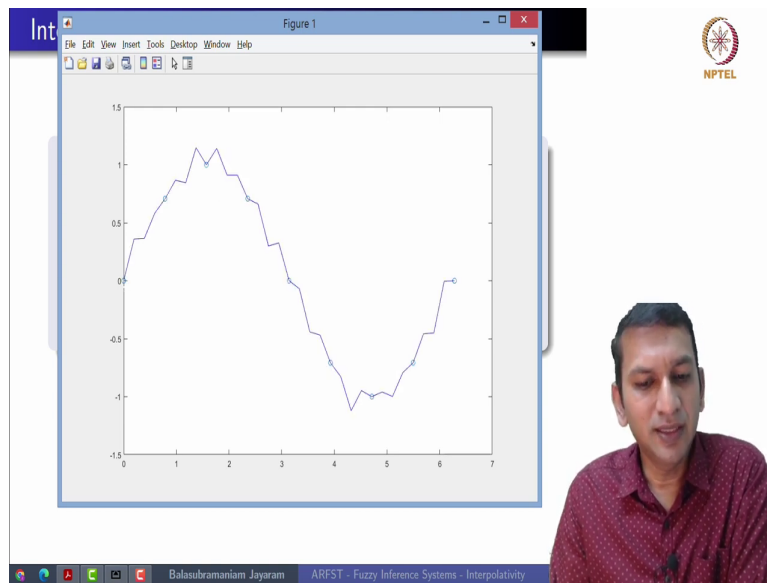 Int
Figure 1
File Edit View Insert Tools Desktop Window Help
NPTEL
1.5
1
0.5
0
-0.5
-1
-1.5
0 1 2 3 4 5 6 7
Balasubramaniam Jayaram ARFST - Fuzzy Inference Systems - Interpolativity